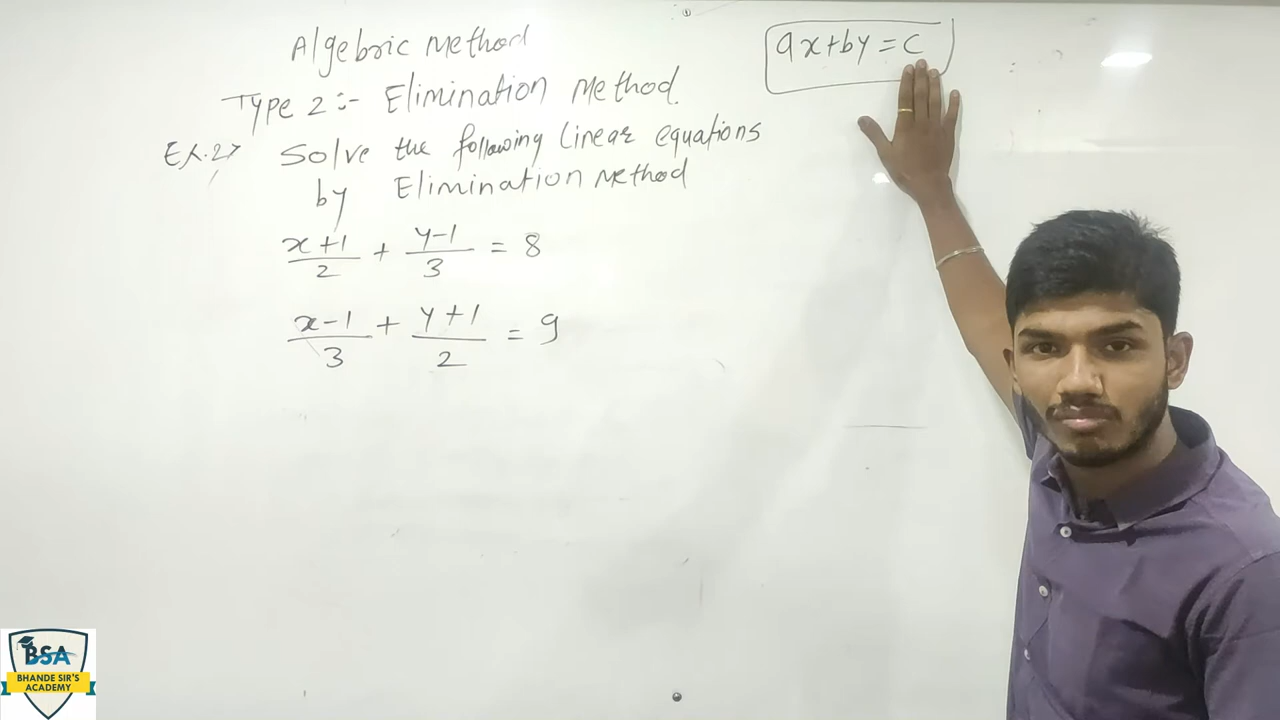 Algebric Method
Type 2 :- Elimination Method.
Ex.2> Solve the following linear equations
by Elimination Method
x+1/2 + y-1/3 = 8
x-1/3 + y+1/2 = 9
ax+by=c
BSA
BHANDE SIR'S
ACADEMY